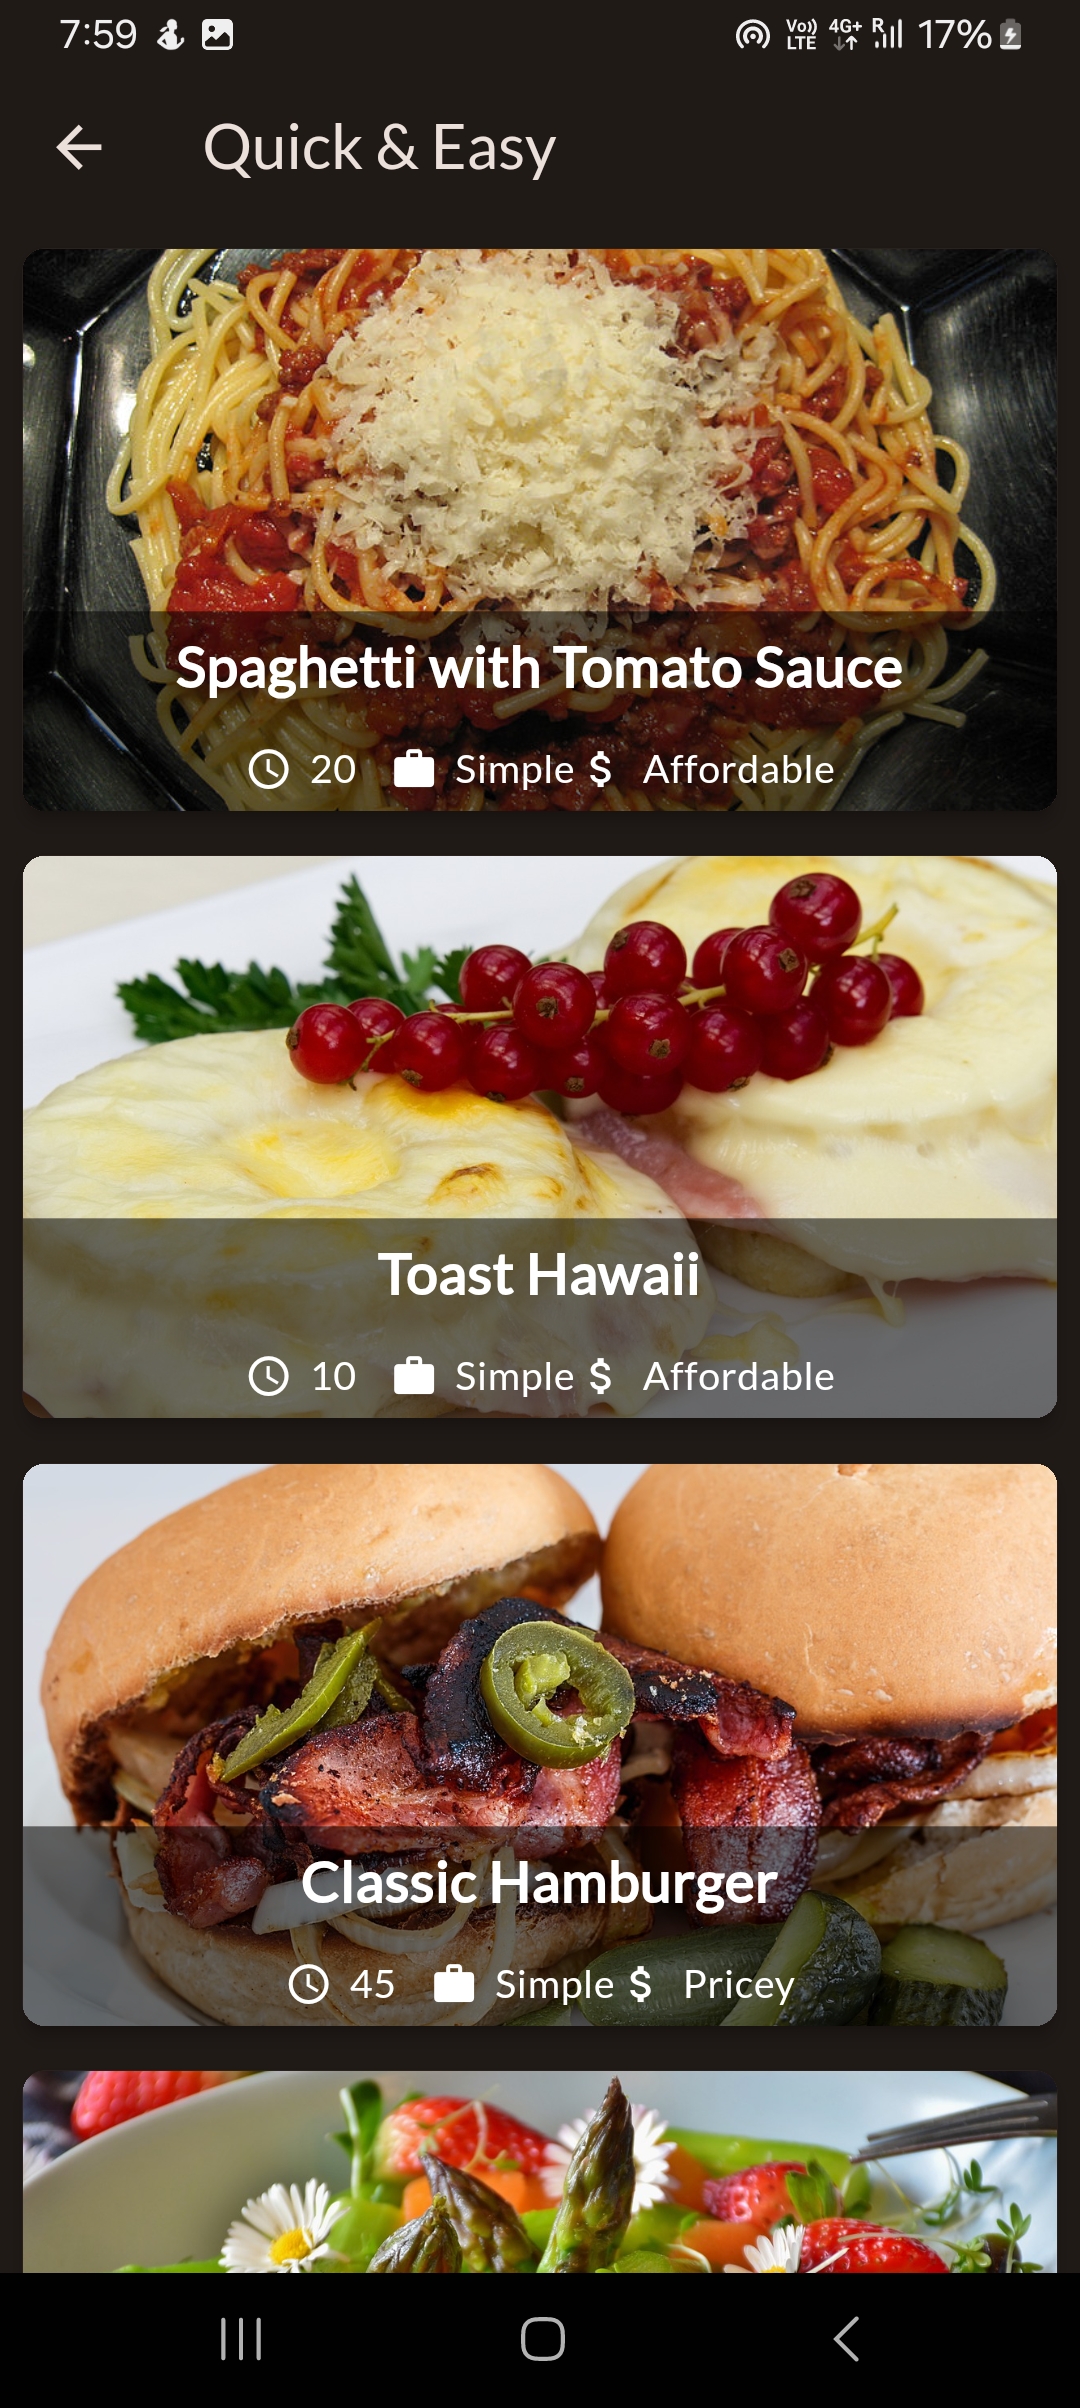 7:59 Vo)) LTE 4G+ R 17%
Quick & Easy
Spaghetti with Tomato Sauce
20 Simple $ Affordable
Toast Hawaii
10 Simple $ Affordable
Classic Hamburger
45 Simple $ Pricey